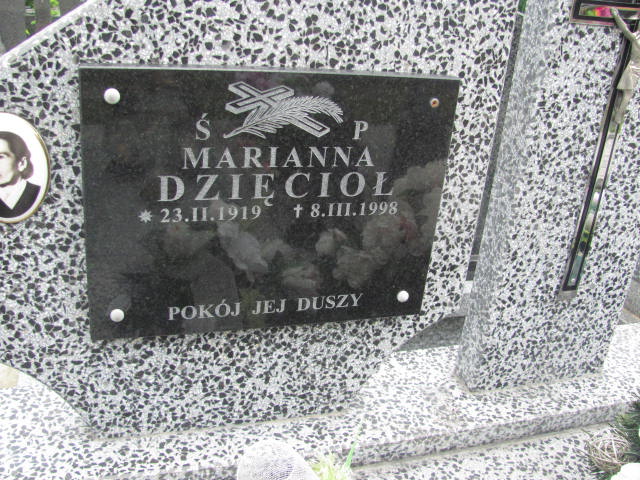 Ś P
MARIANNA
DZIĘCIOŁ
✷ 23.II.1919 † 8.III.1998
POKÓJ JEJ DUSZY